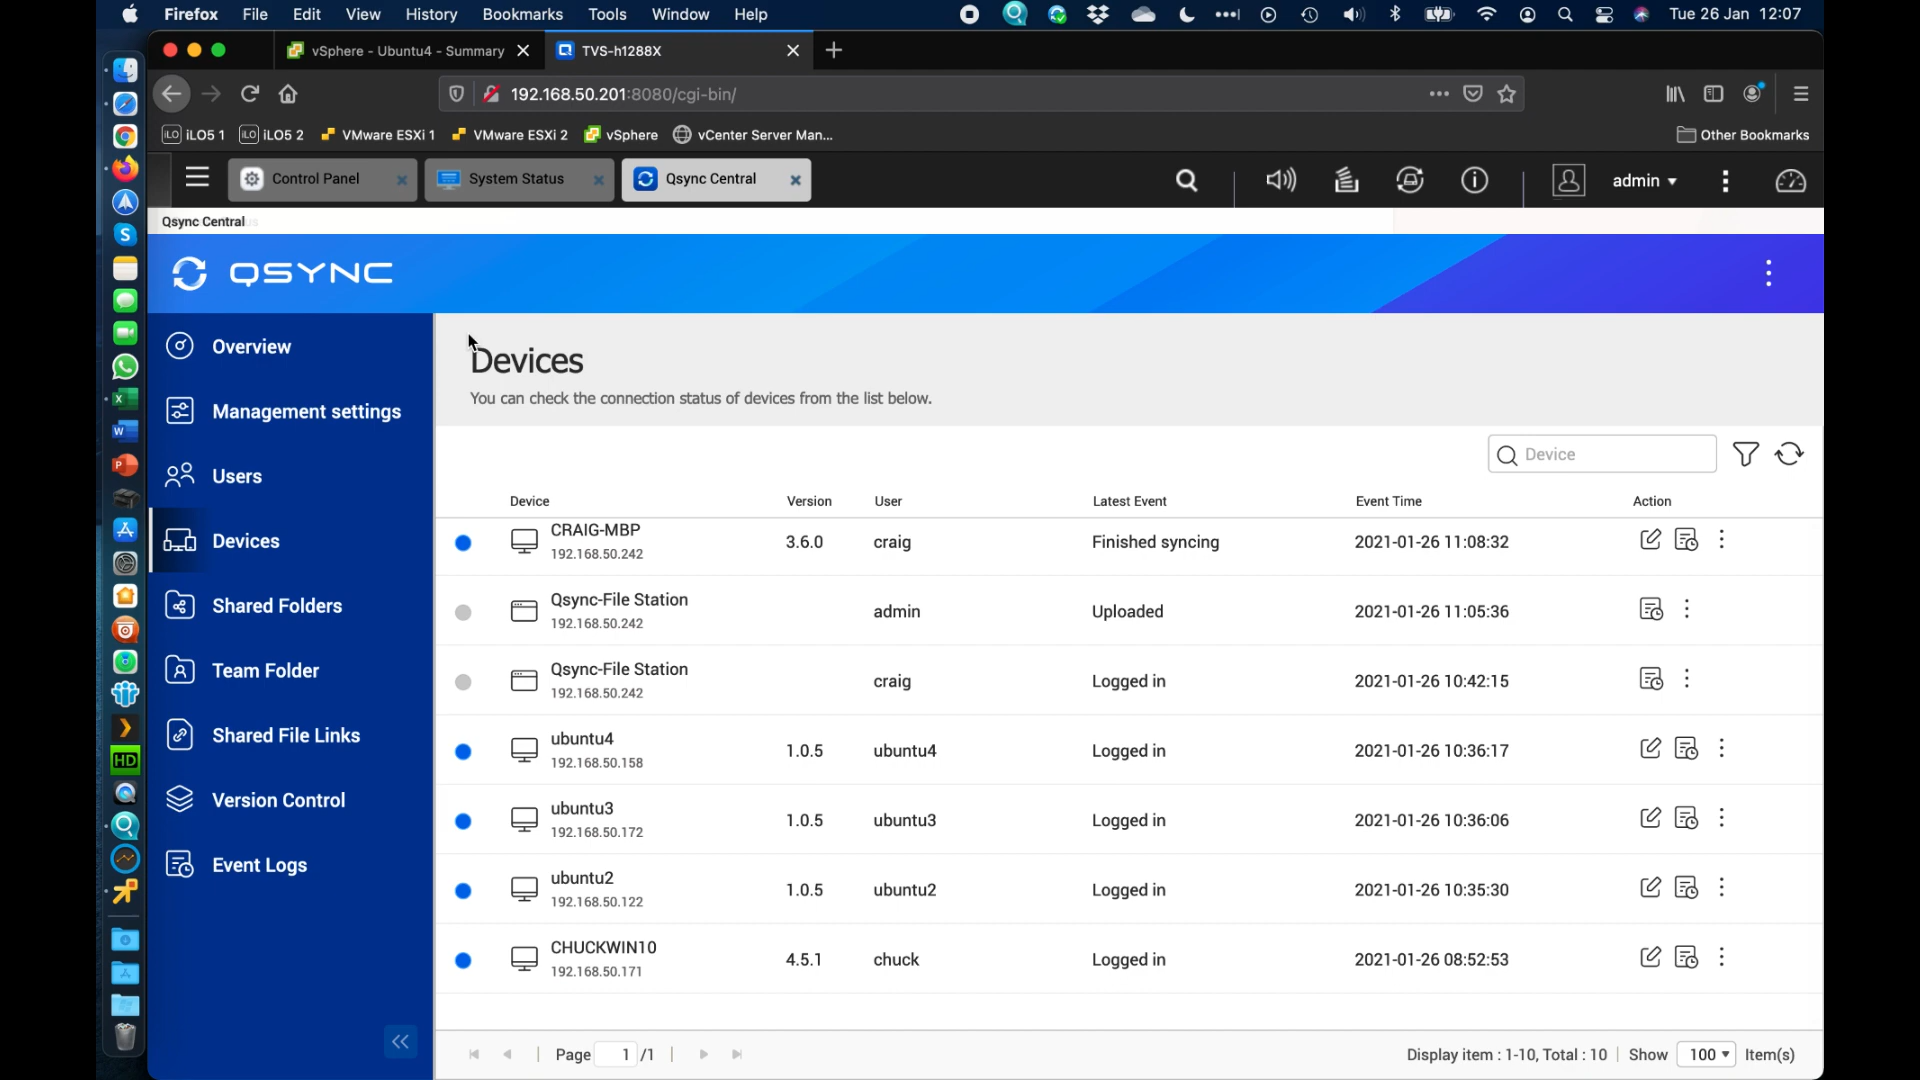 Firefox File Edit View History Bookmarks Tools Window Help Tue 26 Jan 12:07
vSphere - Ubuntu4 - Summary TVS-h1288X
192.168.50.201:8080/cgi-bin/
iLO iLO5 1 iLO iLO5 2 VMware ESXi 1 VMware ESXi 2 vSphere vCenter Server Man... Other Bookmarks
Control Panel System Status Qsync Central admin
Qsync Central
QSYNC
Overview
Management settings
Users
Devices
Shared Folders
Team Folder
Shared File Links
Version Control
Event Logs
Devices
You can check the connection status of devices from the list below.
Device
Device Version User Latest Event Event Time Action
CRAIG-MBP
192.168.50.242
3.6.0 craig Finished syncing 2021-01-26 11:08:32
Qsync-File Station
192.168.50.242
admin Uploaded 2021-01-26 11:05:36
Qsync-File Station
192.168.50.242
craig Logged in 2021-01-26 10:42:15
ubuntu4
192.168.50.158
1.0.5 ubuntu4 Logged in 2021-01-26 10:36:17
ubuntu3
192.168.50.172
1.0.5 ubuntu3 Logged in 2021-01-26 10:36:06
ubuntu2
192.168.50.122
1.0.5 ubuntu2 Logged in 2021-01-26 10:35:30
CHUCKWIN10
192.168.50.171
4.5.1 chuck Logged in 2021-01-26 08:52:53
Page 1 /1 Display item : 1-10, Total : 10 Show 100 Item(s)
S
X
W
P
HD